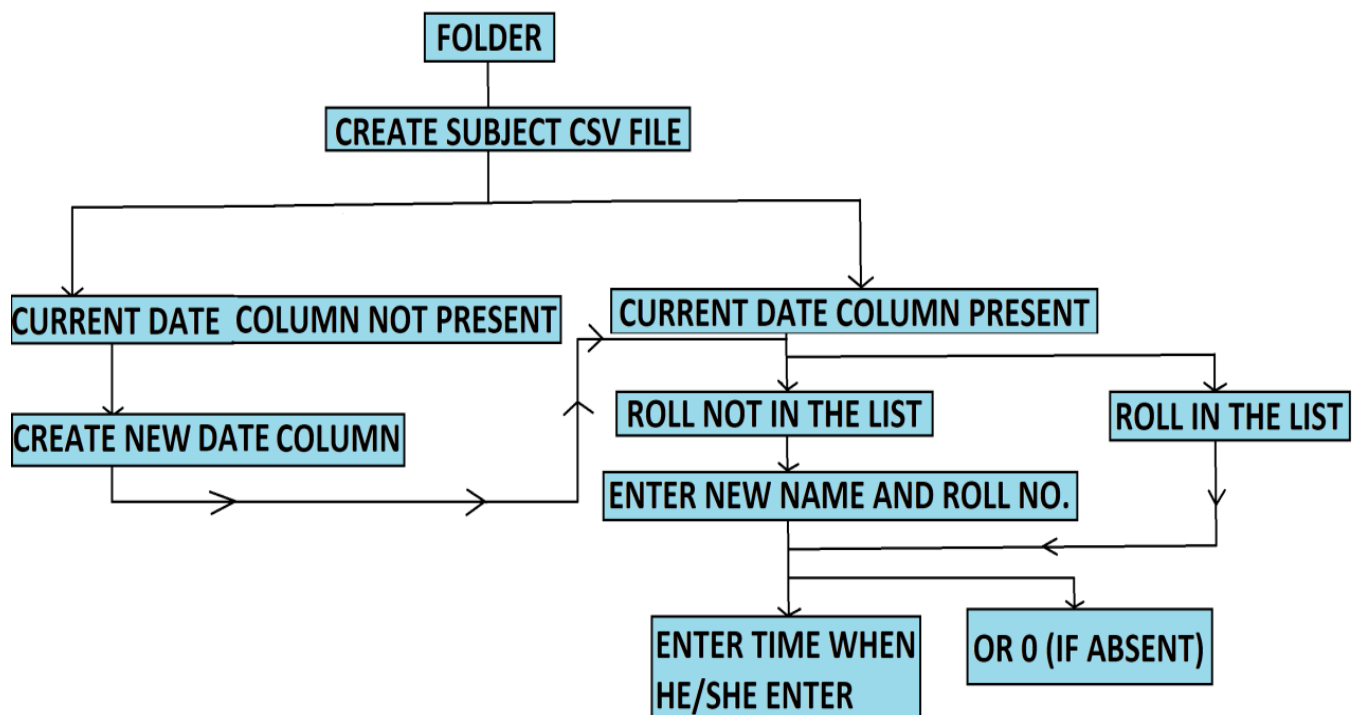 FOLDER
CREATE SUBJECT CSV FILE
CURRENT DATE COLUMN NOT PRESENT
CURRENT DATE COLUMN PRESENT
CREATE NEW DATE COLUMN
ROLL NOT IN THE LIST
ROLL IN THE LIST
ENTER NEW NAME AND ROLL NO.
ENTER TIME WHEN
HE/SHE ENTER
OR 0 (IF ABSENT)